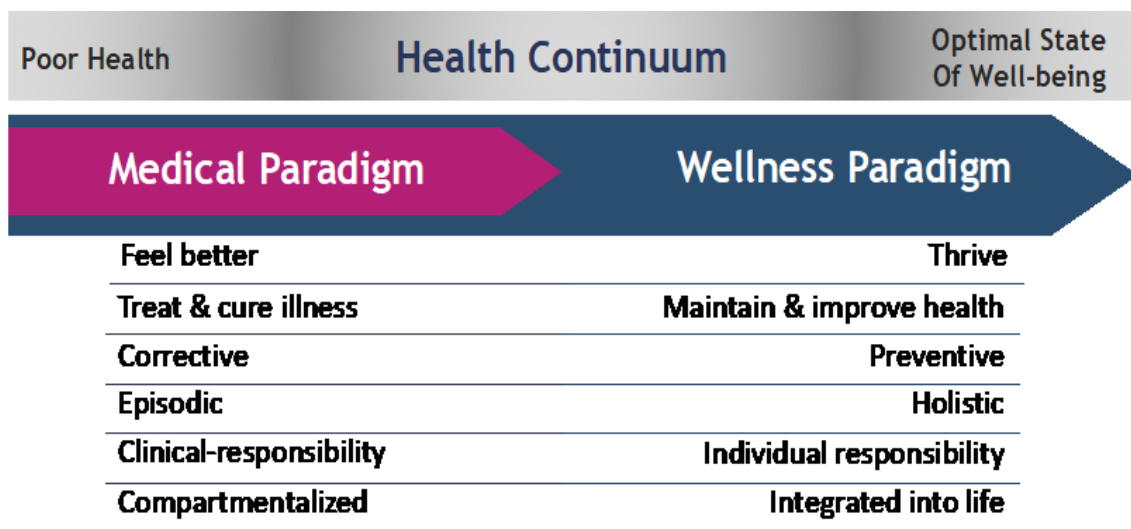 Poor Health
Health Continuum
Optimal State
Of Well-being
Medical Paradigm
Wellness Paradigm
Feel better
Thrive
Treat & cure illness
Maintain & improve health
Corrective
Preventive
Episodic
Holistic
Clinical-responsibility
Individual responsibility
Compartmentalized
Integrated into life